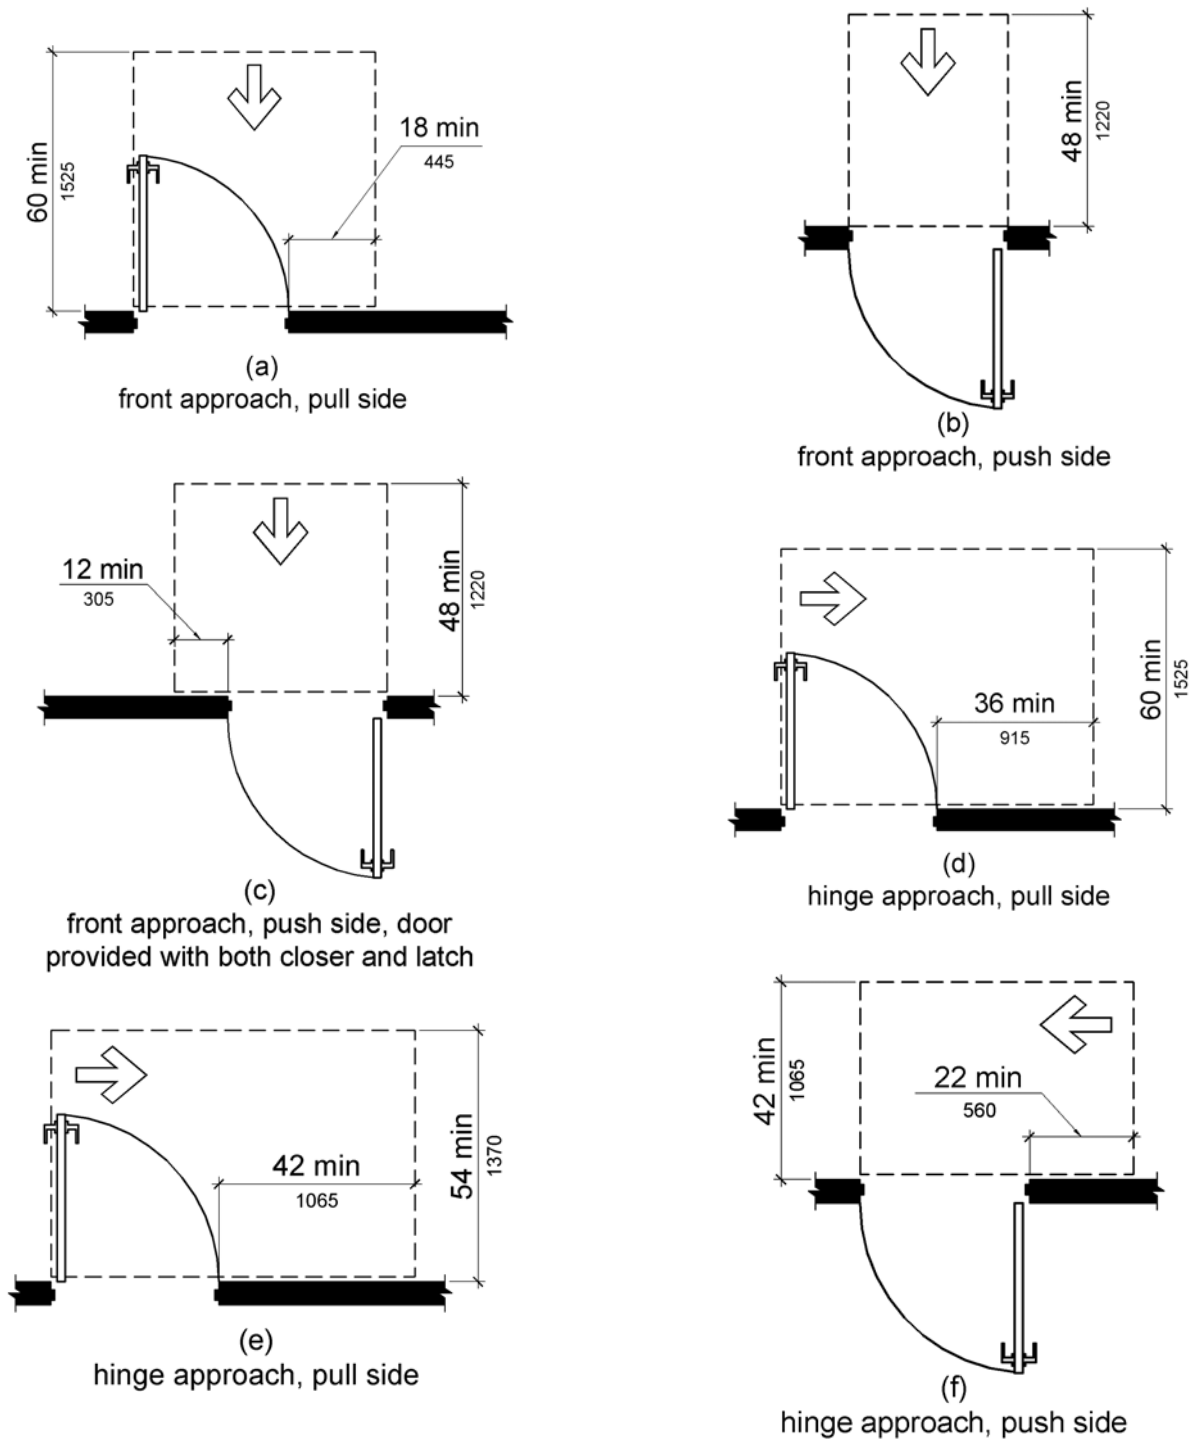 60 min
1525
18 min
445
(a)
front approach, pull side
48 min
1220
(b)
front approach, push side
12 min
305
48 min
1220
(c)
front approach, push side, door
provided with both closer and latch
36 min
915
60 min
1525
(d)
hinge approach, pull side
42 min
1065
54 min
1370
(e)
hinge approach, pull side
42 min
1065
22 min
560
(f)
hinge approach, push side